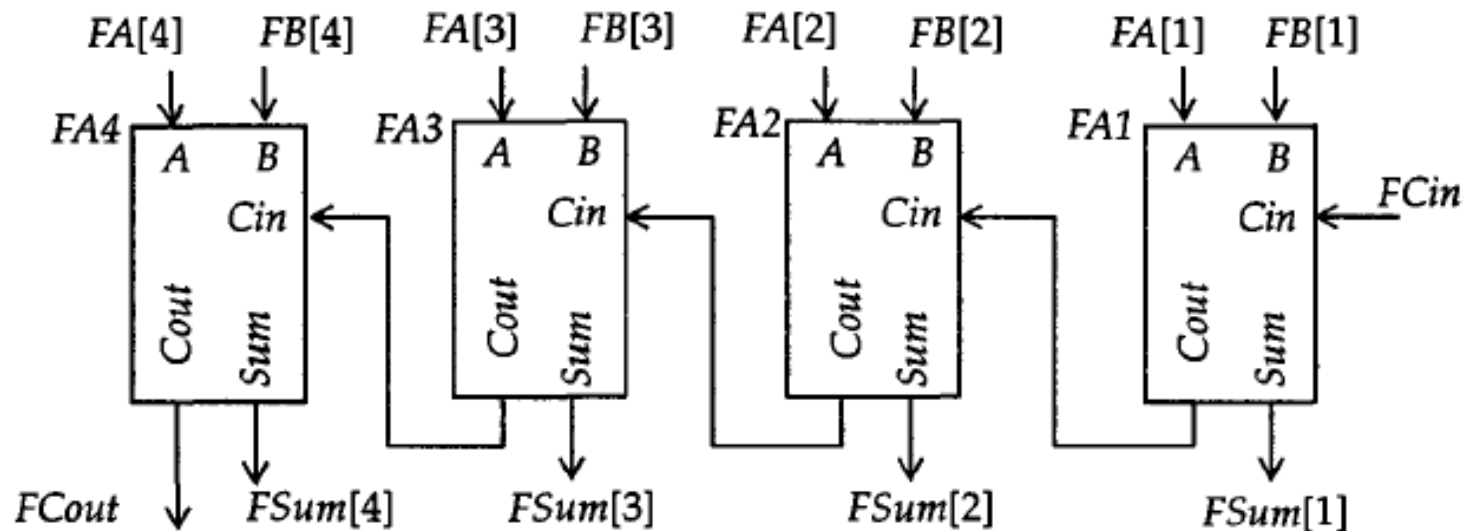 FA[4] FB[4] FA[3] FB[3] FA[2] FB[2] FA[1] FB[1]
FA4 FA3 FA2 FA1
A B A B A B A B
Cin Cin Cin Cin FCin
Cout Sum Cout Sum Cout Sum Cout Sum
FCout FSum[4] FSum[3] FSum[2] FSum[1]